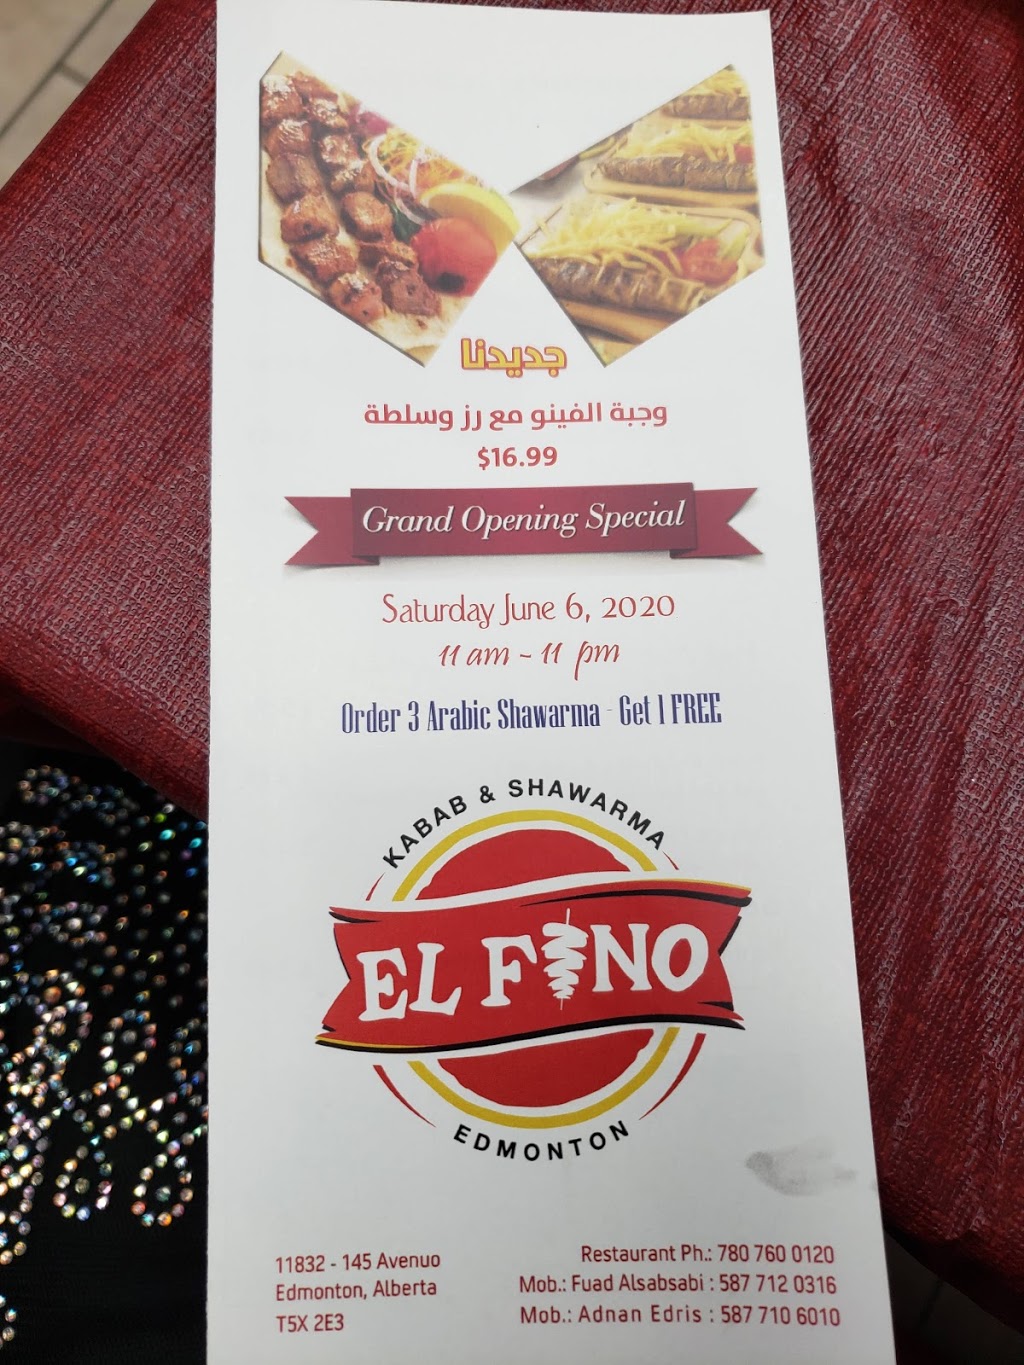 جديدنا
وجبة الفينو مع رز وسلطة
$16.99
Grand Opening Special
Saturday June 6, 2020
11 am - 11 pm
Order 3 Arabic Shawarma - Get 1 FREE
KABAB & SHAWARMA
EL FINO
EDMONTON
11832 - 145 Avenuo
Edmonton, Alberta
T5X 2E3
Restaurant Ph.: 780 760 0120
Mob.: Fuad Alsabsabi : 587 712 0316
Mob.: Adnan Edris : 587 710 6010